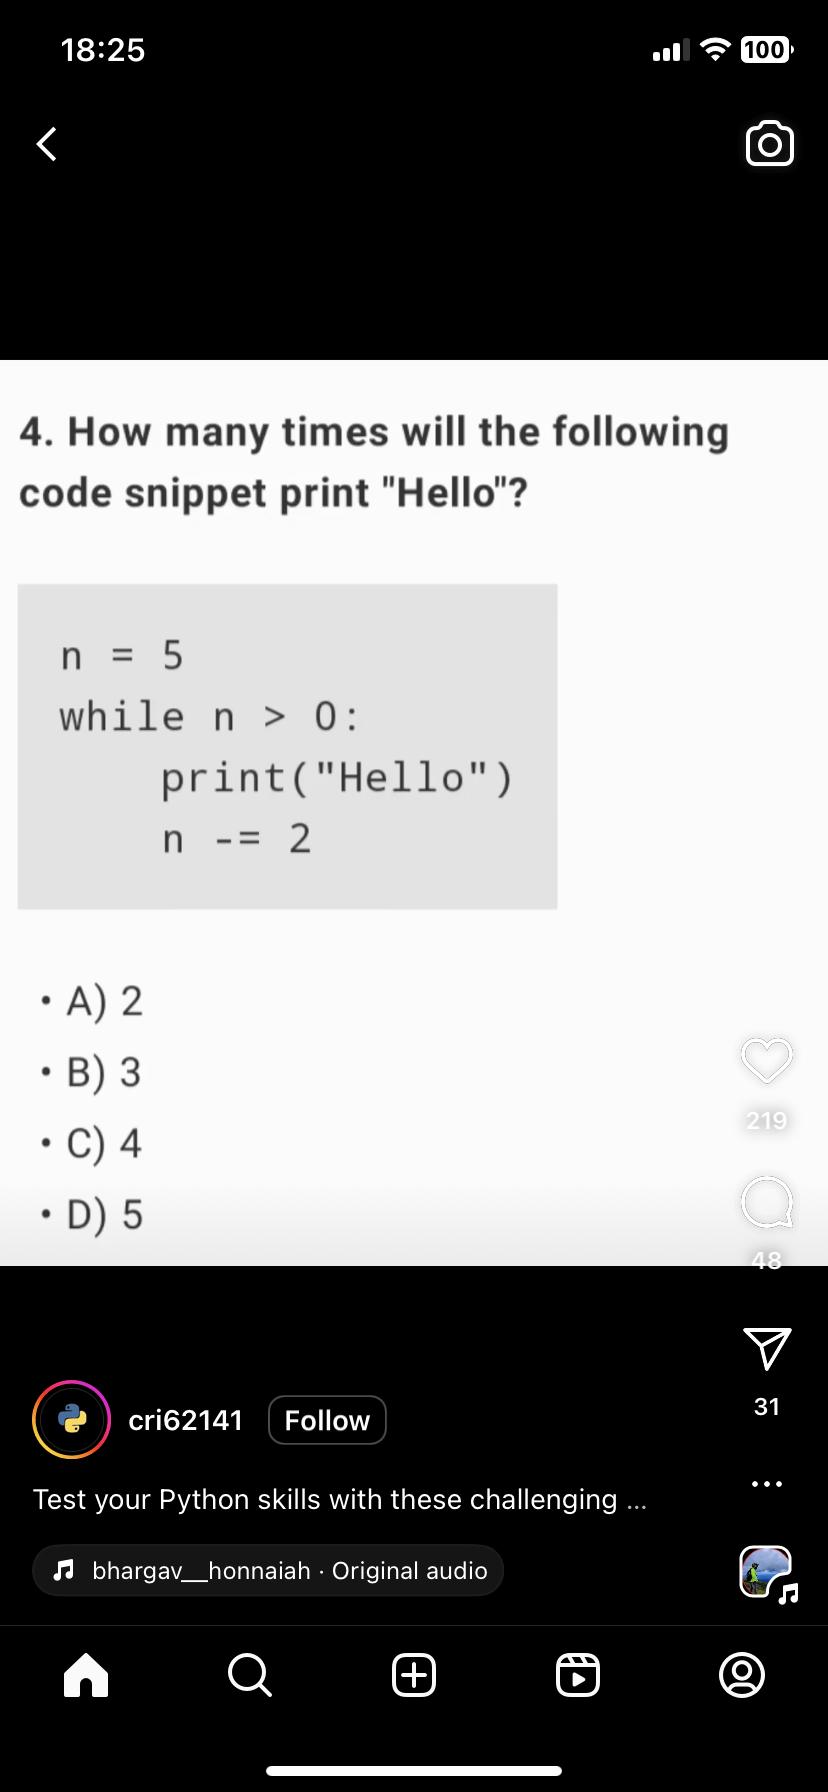 18:25
100
4. How many times will the following
code snippet print "Hello"?
n = 5
while n > 0:
print("Hello")
n -= 2
• A) 2
• B) 3
• C) 4
• D) 5
219
48
31
cri62141
Follow
Test your Python skills with these challenging ...
bhargav__honnaiah · Original audio